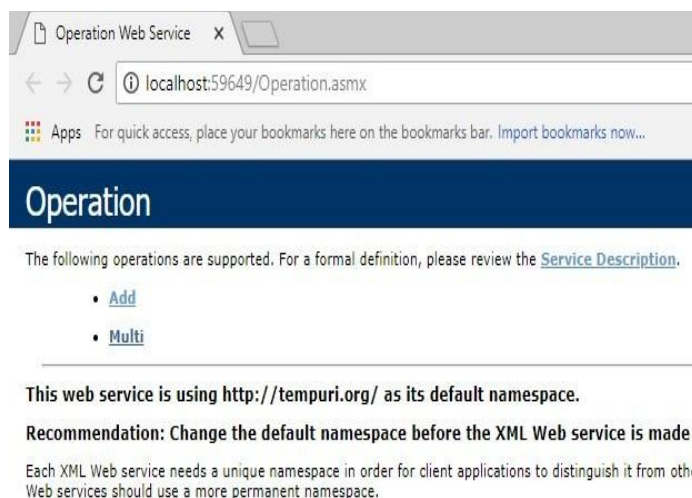 Operation Web Service
localhost:59649/Operation.asmx
Apps For quick access, place your bookmarks here on the bookmarks bar. Import bookmarks now...
Operation
The following operations are supported. For a formal definition, please review the Service Description.
Add
Multi
This web service is using http://tempuri.org/ as its default namespace.
Recommendation: Change the default namespace before the XML Web service is made
Each XML Web service needs a unique namespace in order for client applications to distinguish it from
Web services should use a more permanent namespace.